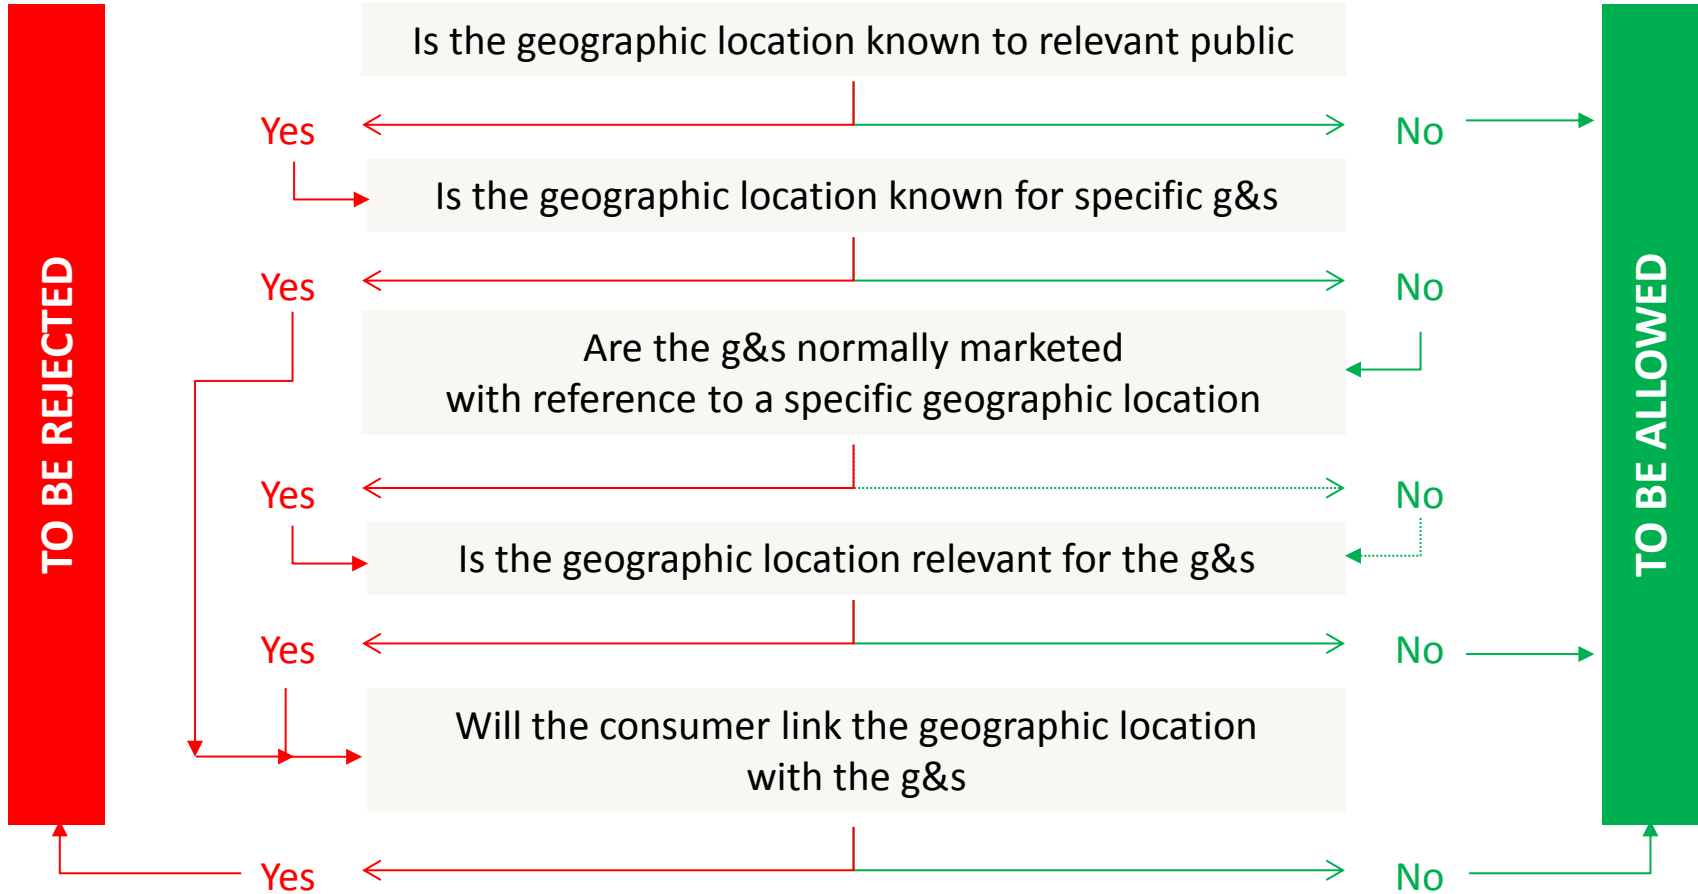 Is the geographic location known to relevant public
Yes
No
Is the geographic location known for specific g&s
Yes
No
Are the g&s normally marketed
with reference to a specific geographic location
Yes
No
Is the geographic location relevant for the g&s
Yes
No
Will the consumer link the geographic location
with the g&s
Yes
No
TO BE REJECTED
TO BE ALLOWED